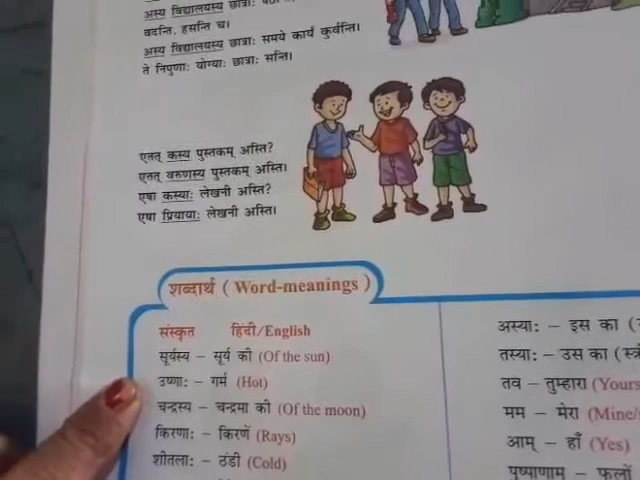 अस्य विद्यालयस्य छात्राः
वदन्ति, हसन्ति च।
अस्य विद्यालयस्य छात्राः समये कार्यं कुर्वन्ति।
ते निपुणाः योग्याः छात्राः सन्ति।
एतत् कस्य पुस्तकम् अस्ति?
एतत् वरुणस्य पुस्तकम् अस्ति।
एषा कस्याः लेखनी अस्ति?
एषा प्रियायाः लेखनी अस्ति।
शब्दार्थ ( Word-meanings )
संस्कृत हिंदी/English
सूर्यस्य – सूर्य की (Of the sun)
उष्णाः – गर्म (Hot)
चन्द्रस्य – चन्द्रमा की (Of the moon)
किरणाः – किरणें (Rays)
शीतलाः – ठंडी (Cold)
अस्याः – इस का (
तस्याः – उस का (स्त्री
तव – तुम्हारा (Yours
मम – मेरा (Mine/
आम् – हाँ (Yes)
पुष्पाणाम् – फूलों